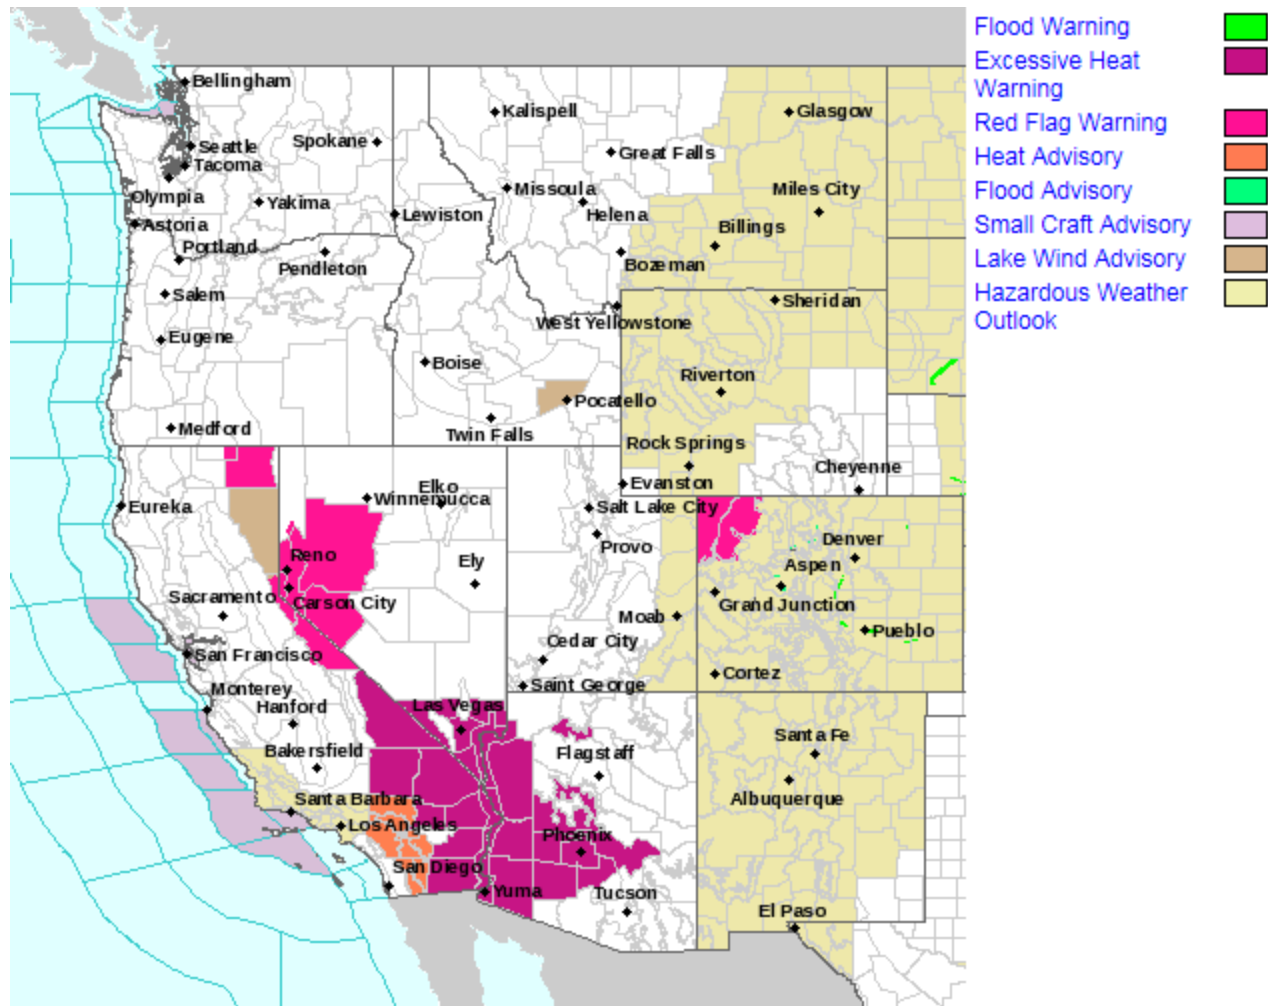 Flood Warning
Excessive Heat
Warning
Red Flag Warning
Heat Advisory
Flood Advisory
Small Craft Advisory
Lake Wind Advisory
Hazardous Weather
Outlook
Bellingham
Kalispell
Glasgow
Spokane
Seattle
Great Falls
Tacoma
Missoula
Miles City
Olympia
Yakima
Lewiston
Helena
Astoria
Billings
Portland
Pendleton
Bozeman
Salem
Sheridan
West Yellowstone
Eugene
Boise
Riverton
Pocatello
Medford
Twin Falls
Rock Springs
Cheyenne
Evanston
Elko
Winnemucca
Eureka
Salt Lake City
Provo
Denver
Reno
Ely
Aspen
Sacramento
Carson City
Grand Junction
Moab
Pueblo
Cedar City
San Francisco
Cortez
Saint George
Monterey
Hanford
Las Vegas
Santa Fe
Bakersfield
Flagstaff
Santa Barbara
Albuquerque
Los Angeles
Phoenix
San Diego
Yuma
Tucson
El Paso